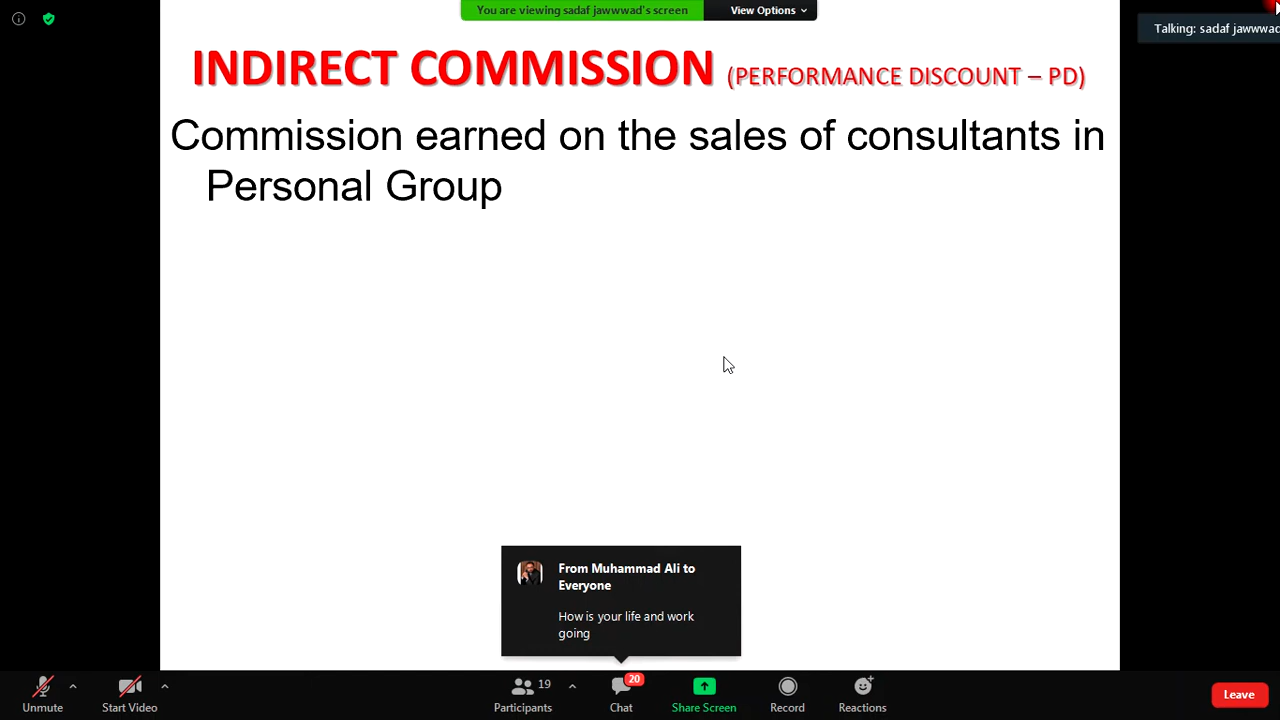 You are viewing sadaf jawwwad's screen
View Options
Talking: sadaf jawwwad
INDIRECT COMMISSION (PERFORMANCE DISCOUNT – PD)
Commission earned on the sales of consultants in
Personal Group
From Muhammad Ali to
Everyone
How is your life and work
going
Unmute
Start Video
19
Participants
20
Chat
Share Screen
Record
Reactions
Leave